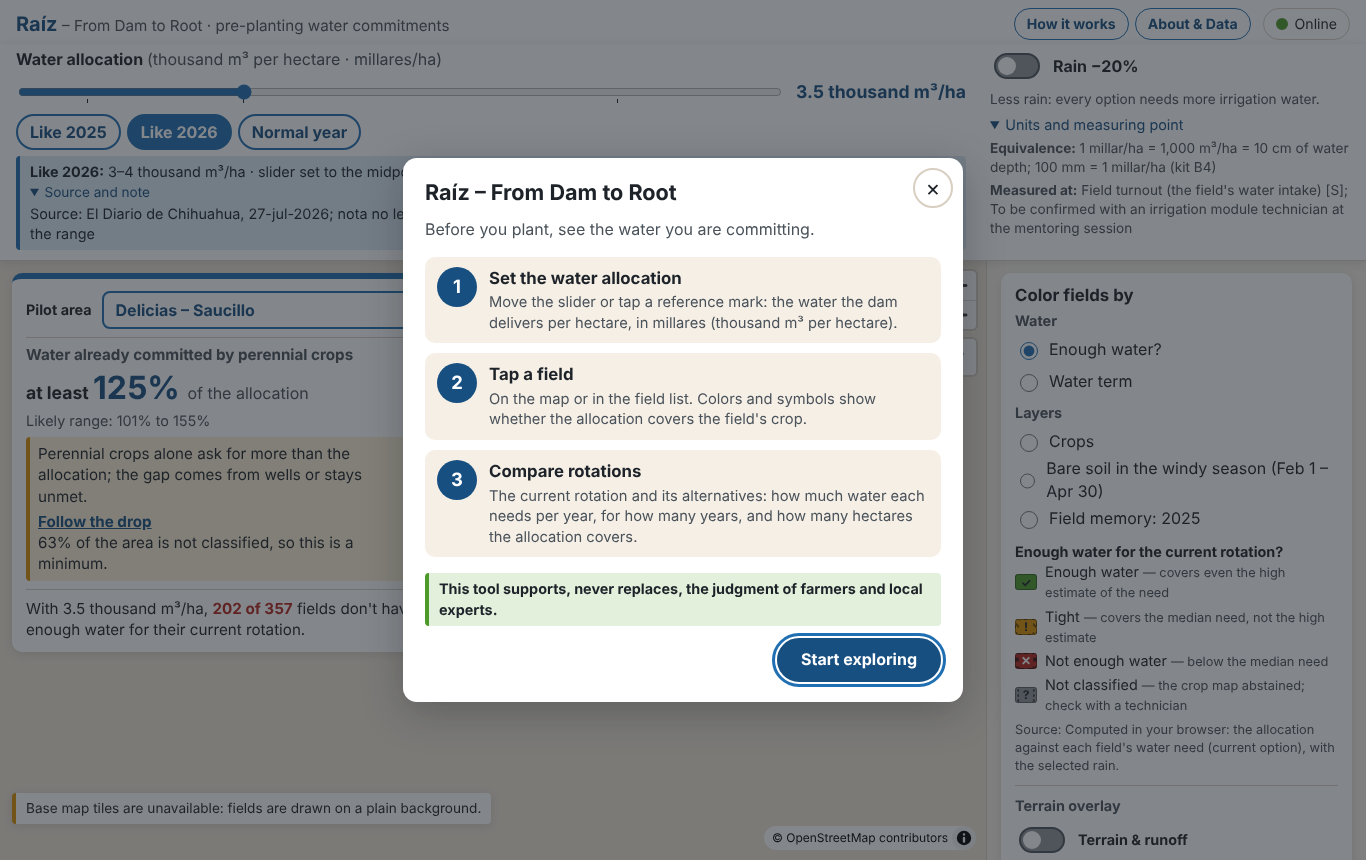 Raíz – From Dam to Root · pre-planting water commitments
How it works
About & Data
Online
Water allocation (thousand m³ per hectare · millares/ha)
3.5 thousand m³/ha
Like 2025
Like 2026
Normal year
Like 2026: 3–4 thousand m³/ha · slider set to the midpo
Source and note
Source: El Diario de Chihuahua, 27-jul-2026; nota no le
the range
Rain −20%
Less rain: every option needs more irrigation water.
Units and measuring point
Equivalence: 1 millar/ha = 1,000 m³/ha = 10 cm of water
depth; 100 mm = 1 millar/ha (kit B4)
Measured at: Field turnout (the field's water intake) [S];
To be confirmed with an irrigation module technician at
the mentoring session
Pilot area
Delicias – Saucillo
Water already committed by perennial crops
at least 125% of the allocation
Likely range: 101% to 155%
Perennial crops alone ask for more than the
allocation; the gap comes from wells or stays
unmet.
Follow the drop
63% of the area is not classified, so this is a
minimum.
With 3.5 thousand m³/ha, 202 of 357 fields don't hav
enough water for their current rotation.
Raíz – From Dam to Root
×
Before you plant, see the water you are committing.
1
Set the water allocation
Move the slider or tap a reference mark: the water the dam
delivers per hectare, in millares (thousand m³ per hectare).
2
Tap a field
On the map or in the field list. Colors and symbols show
whether the allocation covers the field's crop.
3
Compare rotations
The current rotation and its alternatives: how much water each
needs per year, for how many years, and how many hectares
the allocation covers.
This tool supports, never replaces, the judgment of farmers and local
experts.
Start exploring
Color fields by
Water
Enough water?
Water term
Layers
Crops
Bare soil in the windy season (Feb 1 –
Apr 30)
Field memory: 2025
Enough water for the current rotation?
Enough water — covers even the high
estimate of the need
Tight — covers the median need, not the high
estimate
Not enough water — below the median need
Not classified — the crop map abstained;
check with a technician
Source: Computed in your browser: the allocation
against each field's water need (current option), with
the selected rain.
Terrain overlay
Terrain & runoff
Base map tiles are unavailable: fields are drawn on a plain background.
© OpenStreetMap contributors